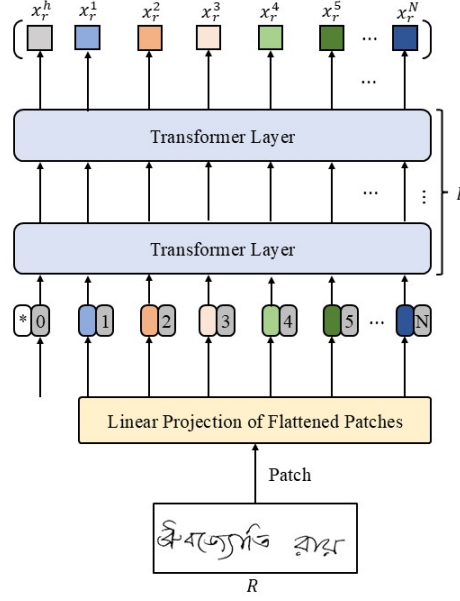 x_r^h x_r^1 x_r^2 x_r^3 x_r^4 x_r^5 ... x_r^N
...
Transformer Layer
...
Transformer Layer
* 0 1 2 3 4 5 ... N
Linear Projection of Flattened Patches
Patch
ধ্রুবজ্যোতি রায়
R